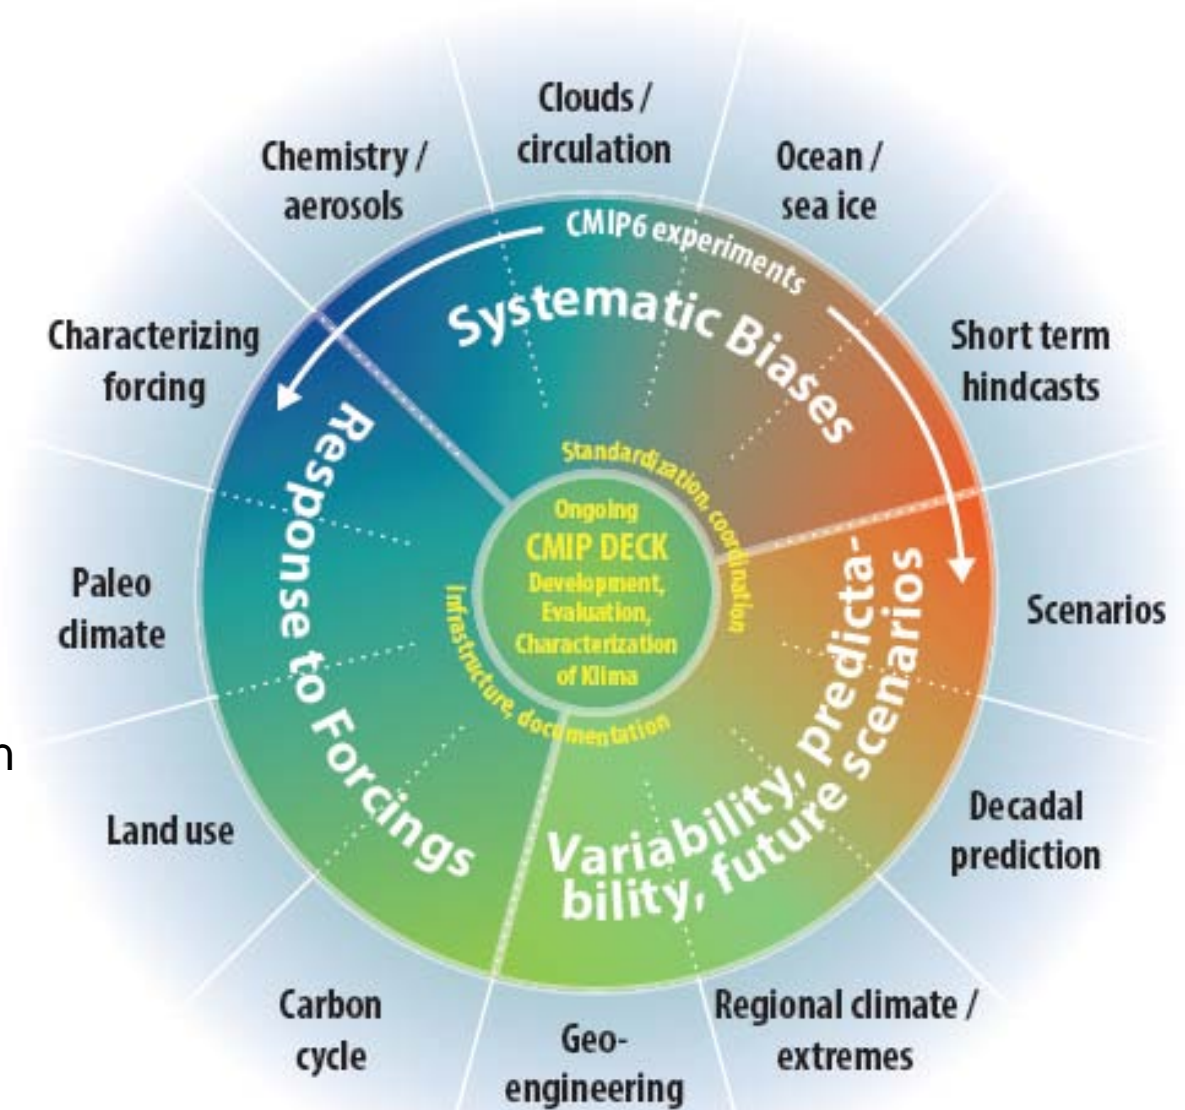 Clouds /
circulation
Chemistry /
aerosols
Ocean /
sea ice
CMIP6 experiments
Systematic Biases
Characterizing
forcing
Short term
hindcasts
Response to Forcings
Standardization, coordination
Ongoing
CMIP DECK
Development,
Evaluation,
Characterization
of Klima
Infrastructure, documentation
Variability, predicta-
bility, future scenarios
Paleo
climate
Scenarios
n
Land use
Decadal
prediction
Carbon
cycle
Geo-
engineering
Regional climate /
extremes